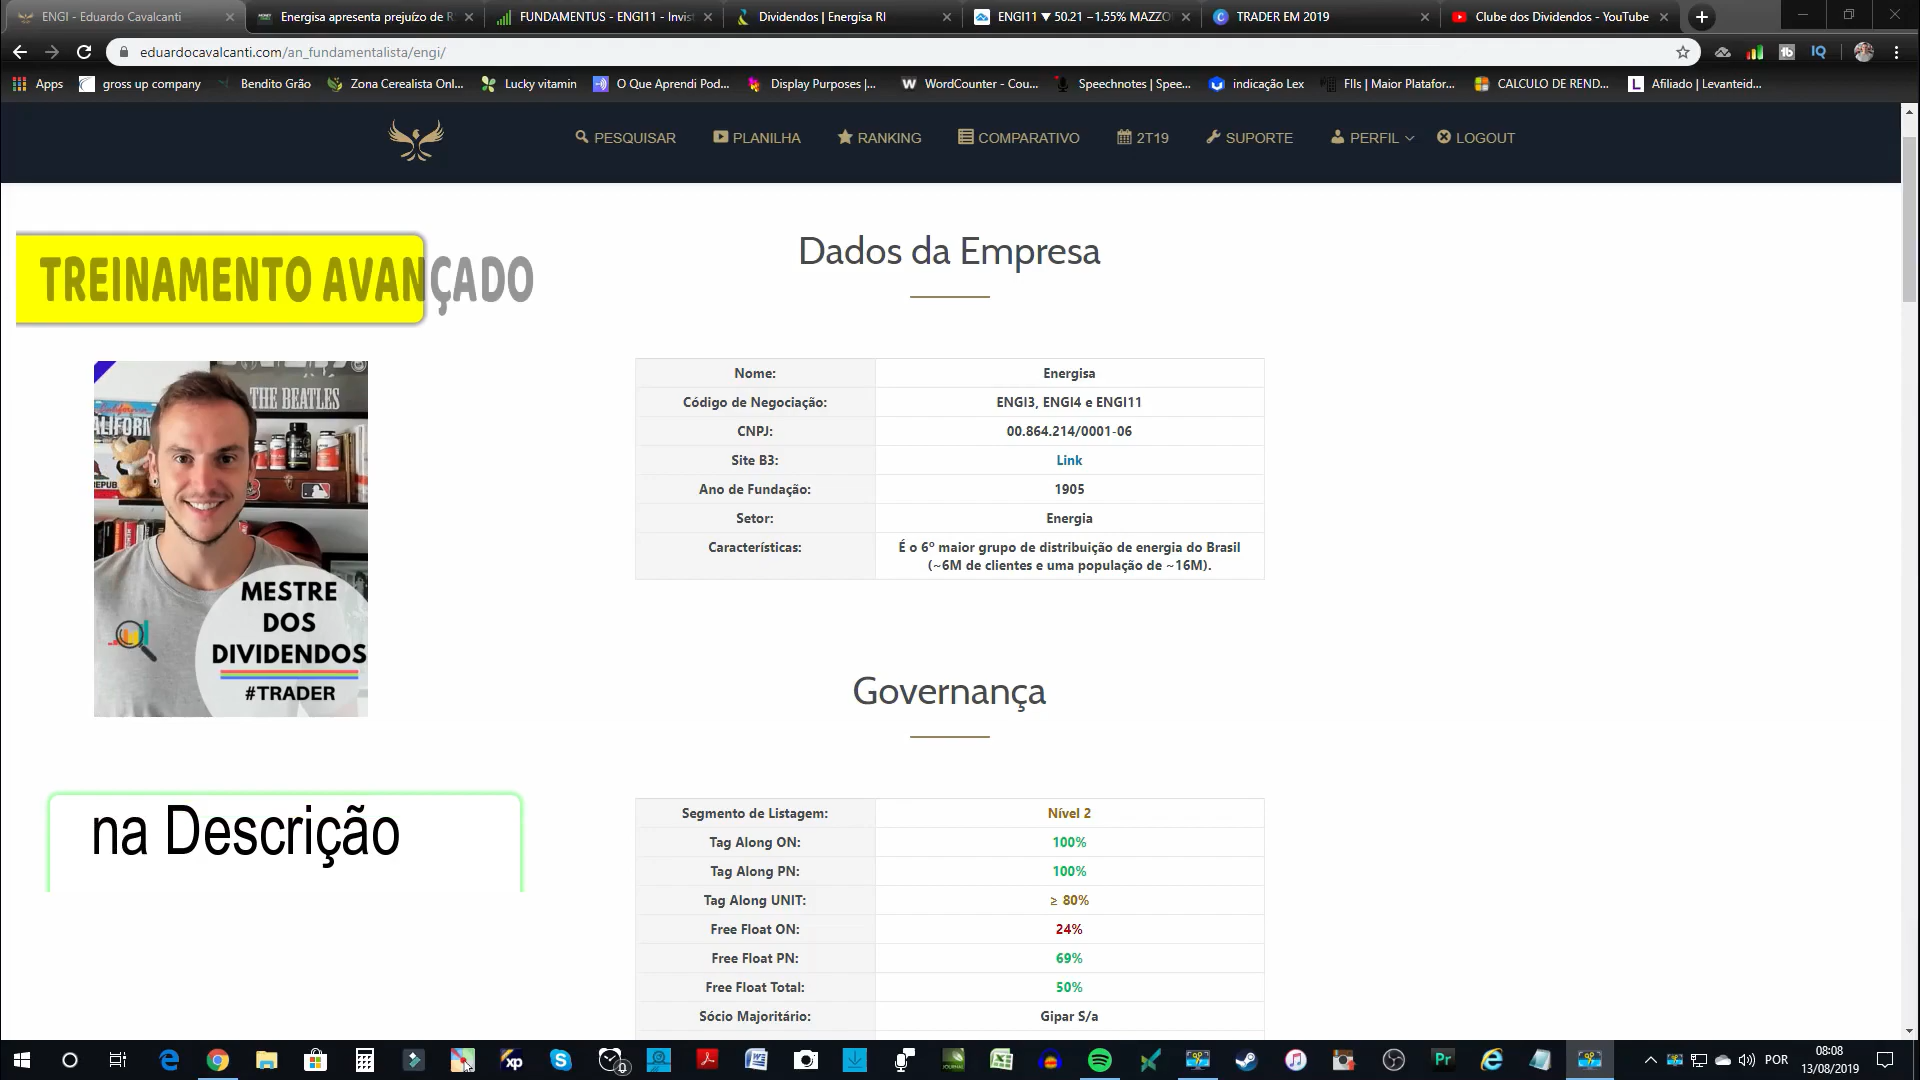 ENGI - Eduardo Cavalcanti
Energisa apresenta prejuízo de R
FUNDAMENTUS - ENGI11 - Invist
Dividendos | Energisa RI
ENGI11 ▼ 50.21 −1.55% MAZZO
TRADER EM 2019
Clube dos Dividendos - YouTube
eduardocavalcanti.com/an_fundamentalista/engi/
Apps
gross up company
Bendito Grão
Zona Cerealista Onl...
Lucky vitamin
O Que Aprendi Pod...
Display Purposes |...
WordCounter - Cou...
Speechnotes | Spee...
indicação Lex
FIIs | Maior Platafor...
CALCULO DE REND...
Afiliado | Levanteid...
PESQUISAR
PLANILHA
RANKING
COMPARATIVO
2T19
SUPORTE
PERFIL
LOGOUT
TREINAMENTO AVANÇADO
THE BEATLES
MESTRE
DOS
DIVIDENDOS
#TRADER
na Descrição
Dados da Empresa
Nome: Energisa
Código de Negociação: ENGI3, ENGI4 e ENGI11
CNPJ: 00.864.214/0001-06
Site B3: Link
Ano de Fundação: 1905
Setor: Energia
Características: É o 6º maior grupo de distribuição de energia do Brasil
(~6M de clientes e uma população de ~16M).
Governança
Segmento de Listagem: Nível 2
Tag Along ON: 100%
Tag Along PN: 100%
Tag Along UNIT: ≥ 80%
Free Float ON: 24%
Free Float PN: 69%
Free Float Total: 50%
Sócio Majoritário: Gipar S/a
POR
08:08
13/08/2019